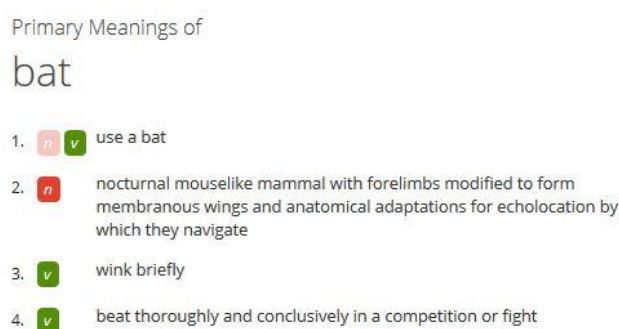 Primary Meanings of
bat
1. n v use a bat
2. n nocturnal mouselike mammal with forelimbs modified to form
membranous wings and anatomical adaptations for echolocation by
which they navigate
3. v wink briefly
4. v beat thoroughly and conclusively in a competition or fight